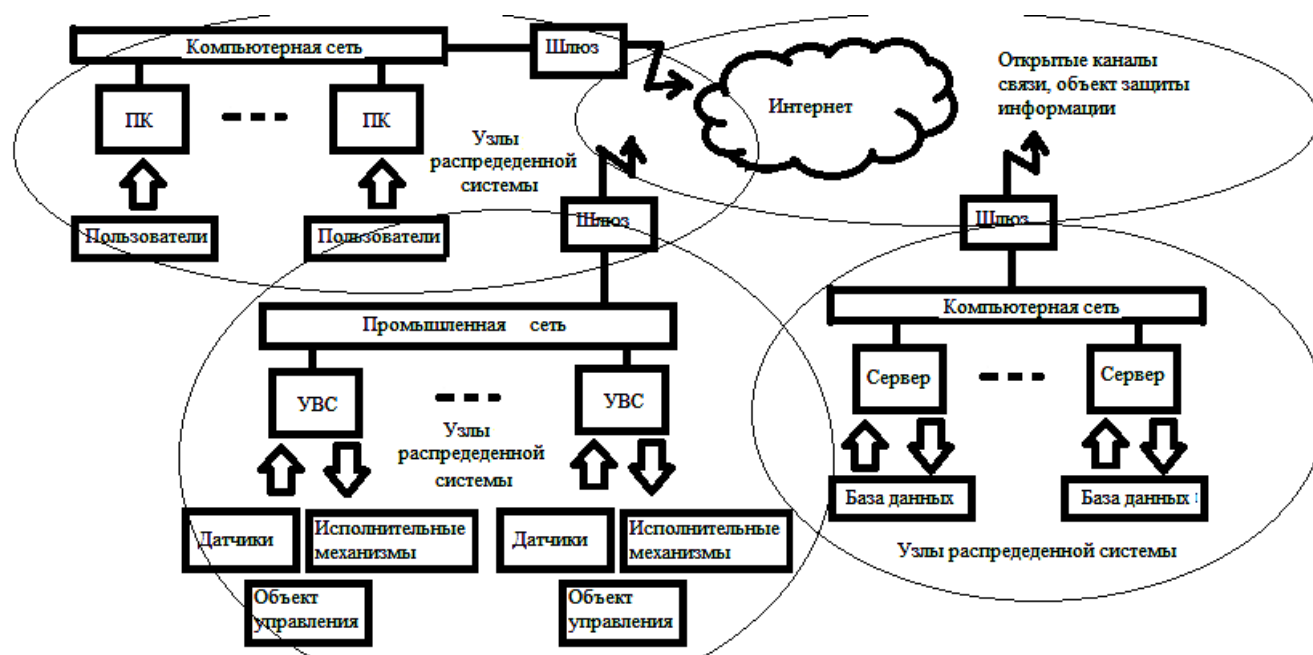 Компьютерная сеть
Шлюз
Открытые каналы
связи, объект защиты
информации
Интернет
ПК
ПК
Узлы
распределенной
системы
Пользователи
Пользователи
Шлюз
Шлюз
Промышленная сеть
Компьютерная сеть
УВС
УВС
Сервер
Сервер
Узлы
распределенной
системы
База данных
База данных
Датчики
Исполнительные
механизмы
Датчики
Исполнительные
механизмы
Узлы распределенной системы
Объект
управления
Объект
управления